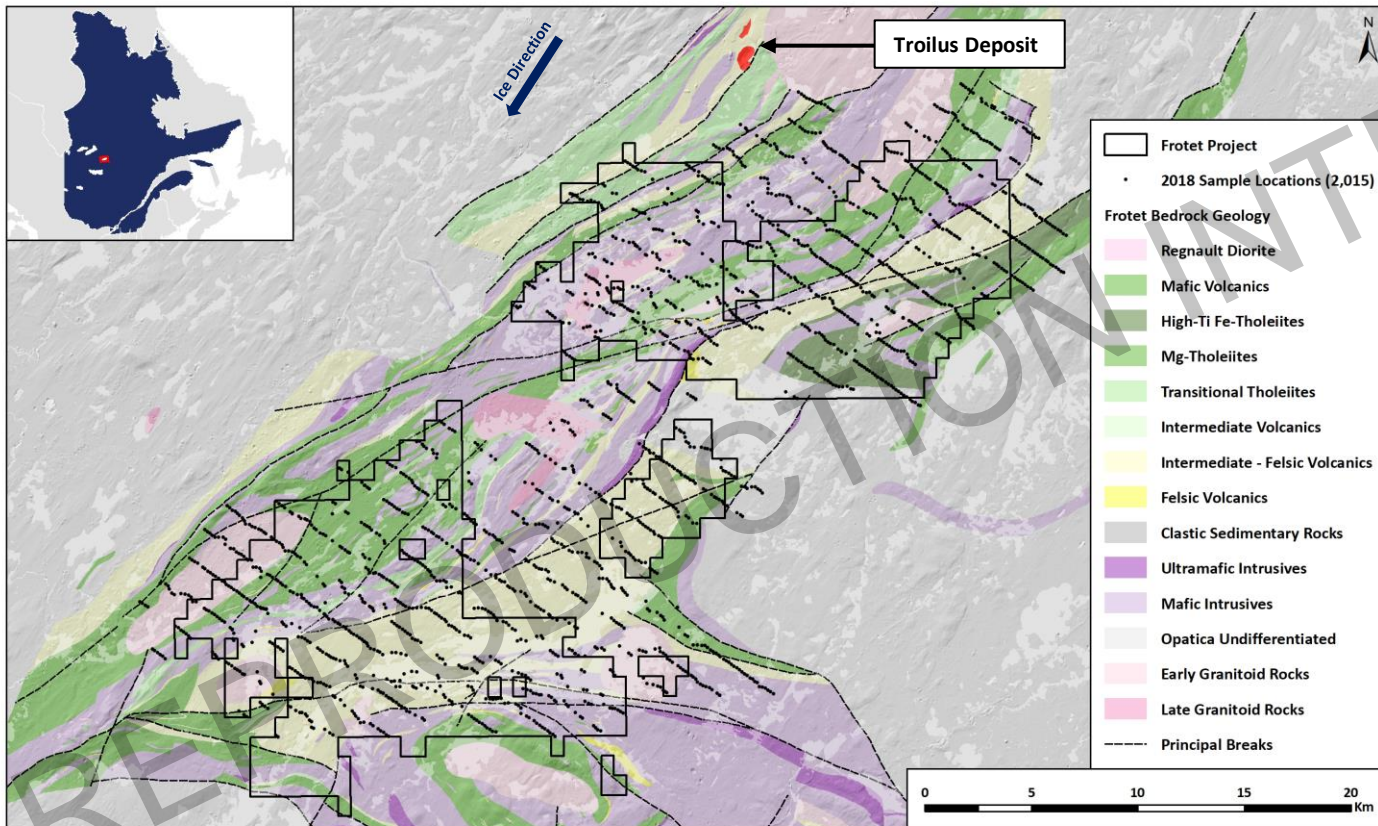 Ice Direction
Troilus Deposit
N
Frotet Project
2018 Sample Locations (2,015)
Frotet Bedrock Geology
Regnault Diorite
Mafic Volcanics
High-Ti Fe-Tholeiites
Mg-Tholeiites
Transitional Tholeiites
Intermediate Volcanics
Intermediate - Felsic Volcanics
Felsic Volcanics
Clastic Sedimentary Rocks
Ultramafic Intrusives
Mafic Intrusives
Opatica Undifferentiated
Early Granitoid Rocks
Late Granitoid Rocks
Principal Breaks
0 5 10 15 20
Km
REPRODUCTION INT